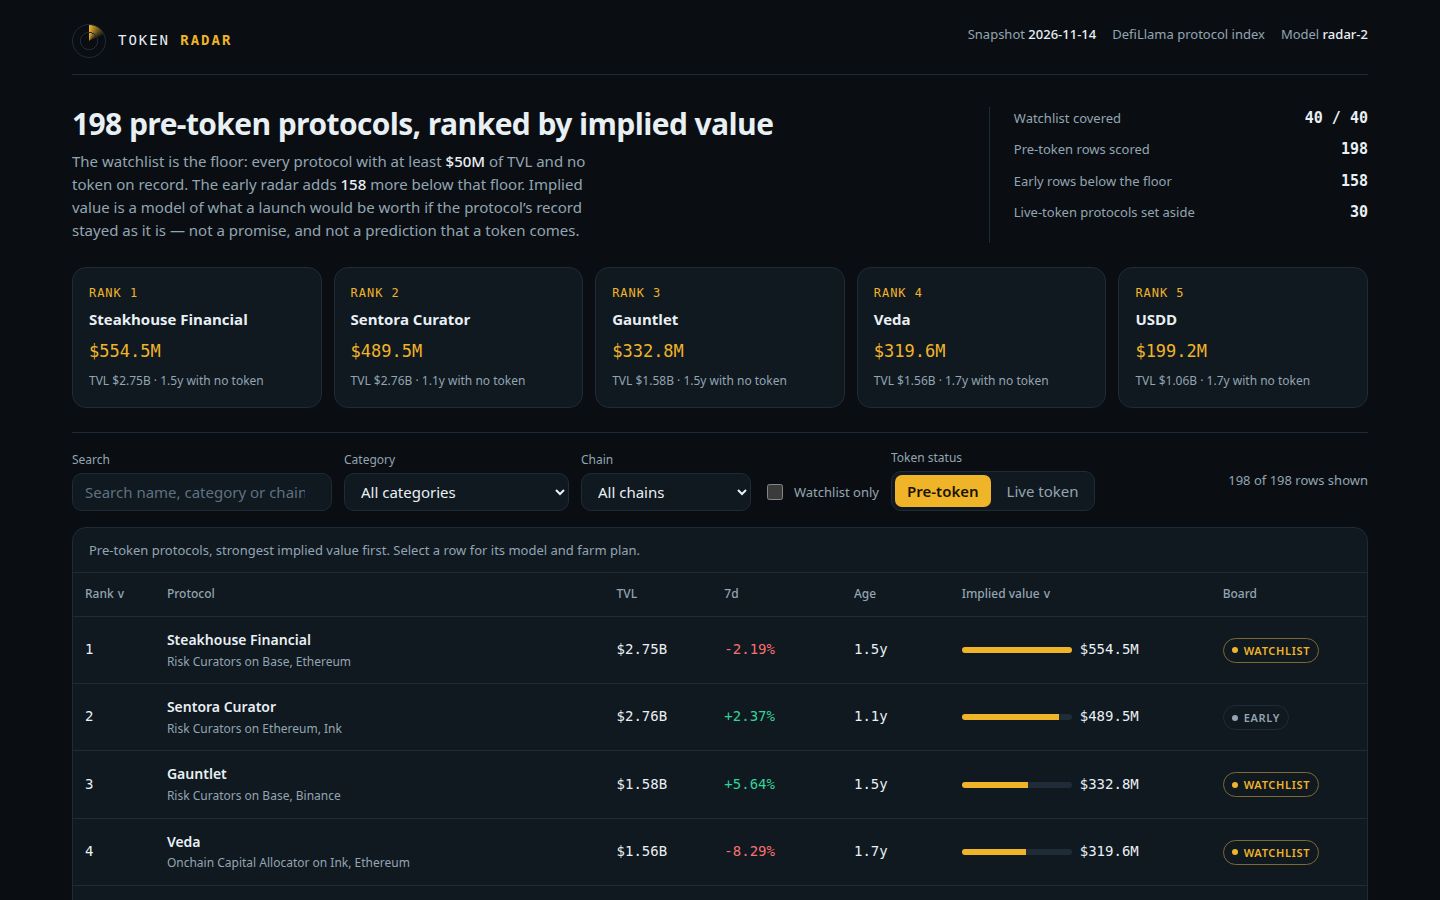 TOKEN RADAR
Snapshot 2026-11-14 DefiLlama protocol index Model radar-2
198 pre-token protocols, ranked by implied value
The watchlist is the floor: every protocol with at least $50M of TVL and no
token on record. The early radar adds 158 more below that floor. Implied
value is a model of what a launch would be worth if the protocol’s record
stayed as it is — not a promise, and not a prediction that a token comes.
Watchlist covered 40 / 40
Pre-token rows scored 198
Early rows below the floor 158
Live-token protocols set aside 30
RANK 1
Steakhouse Financial
$554.5M
TVL $2.75B · 1.5y with no token
RANK 2
Sentora Curator
$489.5M
TVL $2.76B · 1.1y with no token
RANK 3
Gauntlet
$332.8M
TVL $1.58B · 1.5y with no token
RANK 4
Veda
$319.6M
TVL $1.56B · 1.7y with no token
RANK 5
USDD
$199.2M
TVL $1.06B · 1.7y with no token
Search
Search name, category or chain
Category
All categories
Chain
All chains
Watchlist only
Token status
Pre-token Live token
198 of 198 rows shown
Pre-token protocols, strongest implied value first. Select a row for its model and farm plan.
Rank v Protocol TVL 7d Age Implied value v Board
1 Steakhouse Financial $2.75B -2.19% 1.5y $554.5M WATCHLIST
Risk Curators on Base, Ethereum
2 Sentora Curator $2.76B +2.37% 1.1y $489.5M EARLY
Risk Curators on Ethereum, Ink
3 Gauntlet $1.58B +5.64% 1.5y $332.8M WATCHLIST
Risk Curators on Base, Binance
4 Veda $1.56B -8.29% 1.7y $319.6M WATCHLIST
Onchain Capital Allocator on Ink, Ethereum